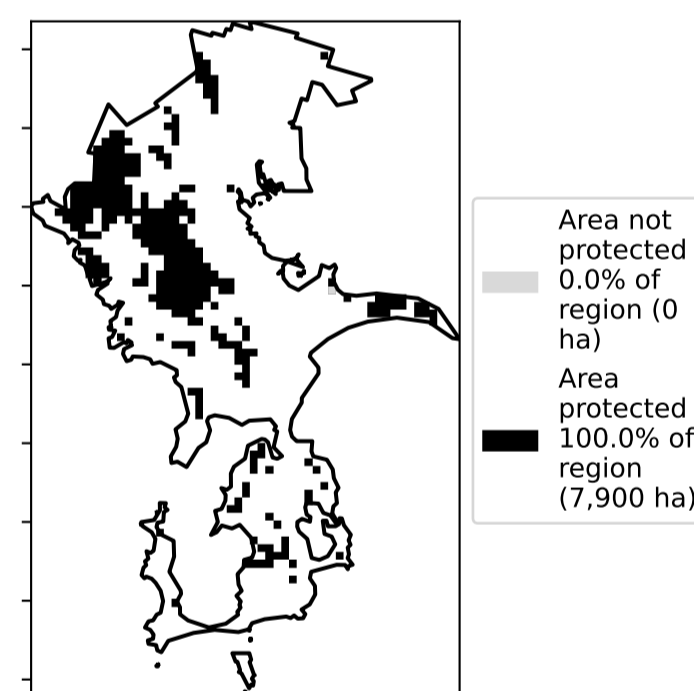 Area not
protected
0.0% of
region (0
ha)
Area
protected
100.0% of
region
(7,900 ha)